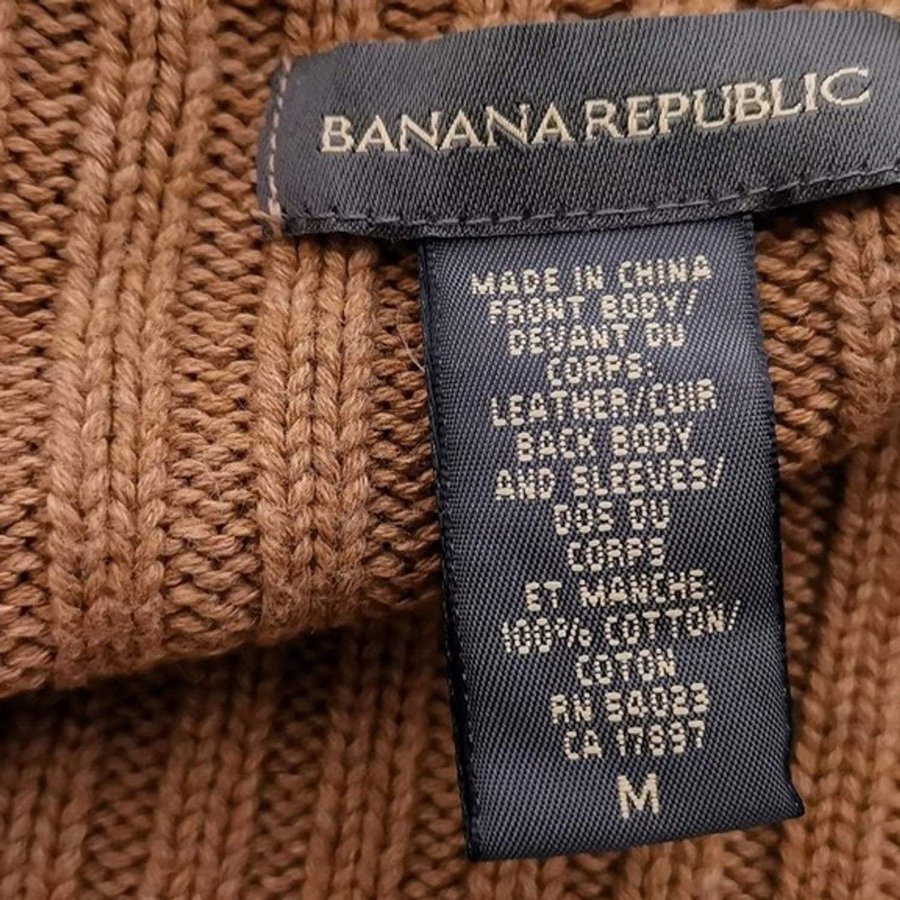 BANANA REPUBLIC
MADE IN CHINA
FRONT BODY/
DEVANT DU
CORPS:
LEATHER/CUIR
BACK BODY
AND SLEEVES/
DOS DU
CORPS
ET MANCHE:
100% COTTON/
COTON
RN 54023
CA 17897
M